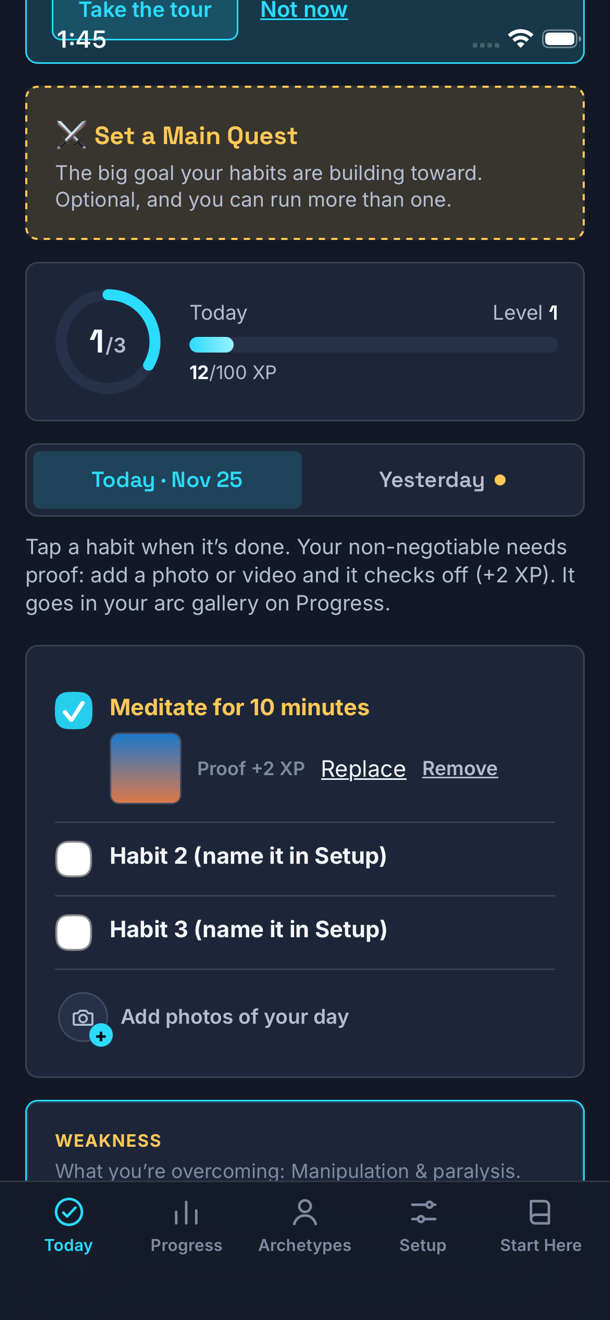 Take the tour
Not now
1:45
Set a Main Quest
The big goal your habits are building toward.
Optional, and you can run more than one.
1/3
Today
Level 1
12/100 XP
Today · Nov 25
Yesterday
Tap a habit when it’s done. Your non-negotiable needs
proof: add a photo or video and it checks off (+2 XP). It
goes in your arc gallery on Progress.
Meditate for 10 minutes
Proof +2 XP
Replace
Remove
Habit 2 (name it in Setup)
Habit 3 (name it in Setup)
Add photos of your day
WEAKNESS
What you’re overcoming: Manipulation & paralysis.
Today
Progress
Archetypes
Setup
Start Here